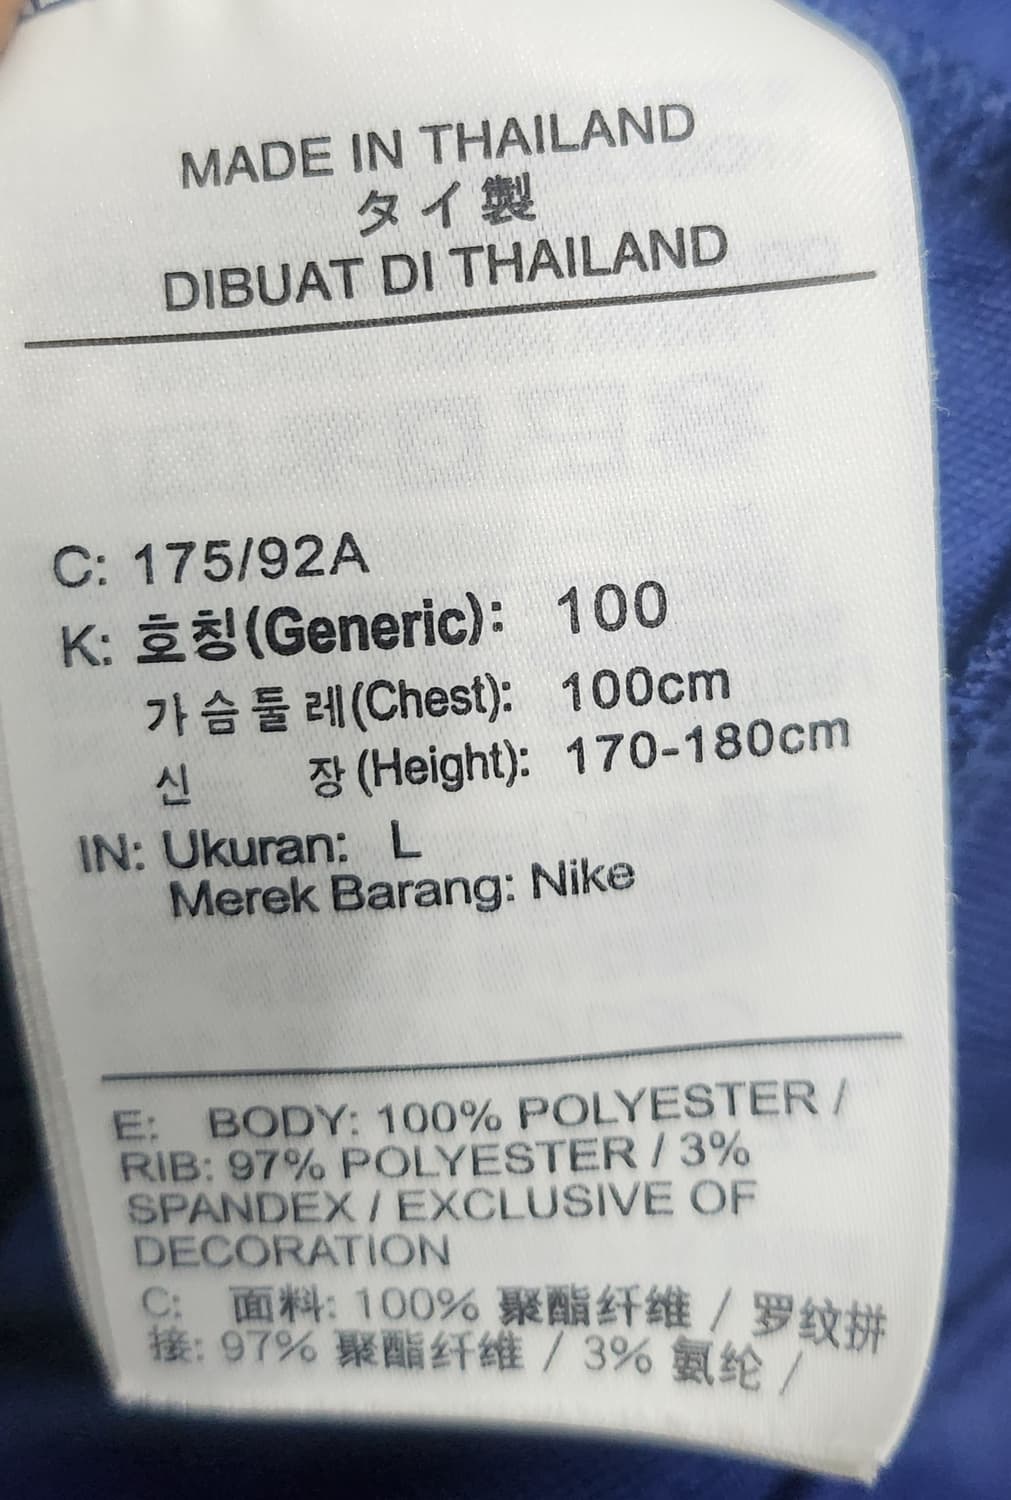 MADE IN THAILAND
タイ製
DIBUAT DI THAILAND
C: 175/92A
K: 호칭(Generic): 100
가슴둘레(Chest): 100cm
신 장(Height): 170-180cm
IN: Ukuran: L
Merek Barang: Nike
E: BODY: 100% POLYESTER /
RIB: 97% POLYESTER / 3%
SPANDEX / EXCLUSIVE OF
DECORATION
C: 面料: 100% 聚酯纤维 / 罗纹拼
接: 97% 聚酯纤维 / 3% 氨纶 /